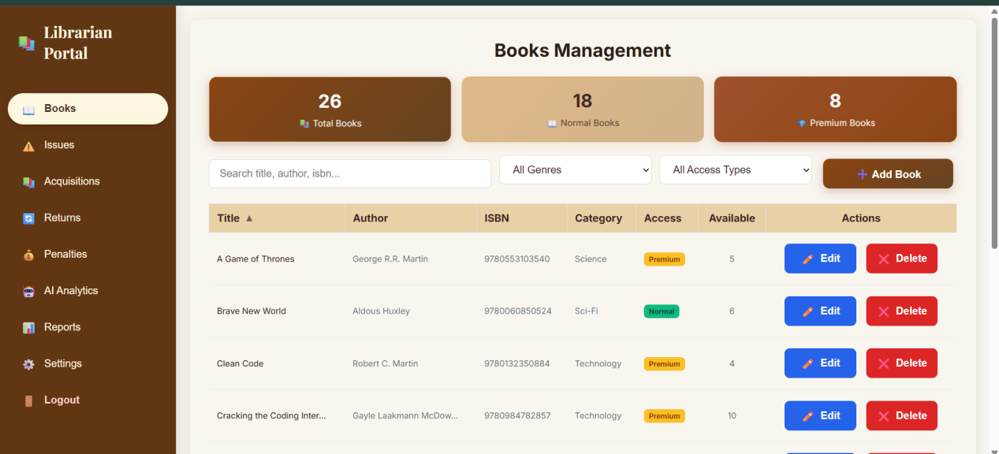 Librarian
Portal
Books
Issues
Acquisitions
Returns
Penalties
AI Analytics
Reports
Settings
Logout
Books Management
26
Total Books
18
Normal Books
8
Premium Books
Search title, author, isbn...
All Genres
All Access Types
Add Book
Title ▲ Author ISBN Category Access Available Actions
A Game of Thrones George R.R. Martin 9780553103540 Science Premium 5 Edit Delete
Brave New World Aldous Huxley 9780060850524 Sci-Fi Normal 6 Edit Delete
Clean Code Robert C. Martin 9780132350884 Technology Premium 4 Edit Delete
Cracking the Coding Inter... Gayle Laakmann McDow... 9780984782857 Technology Premium 10 Edit Delete